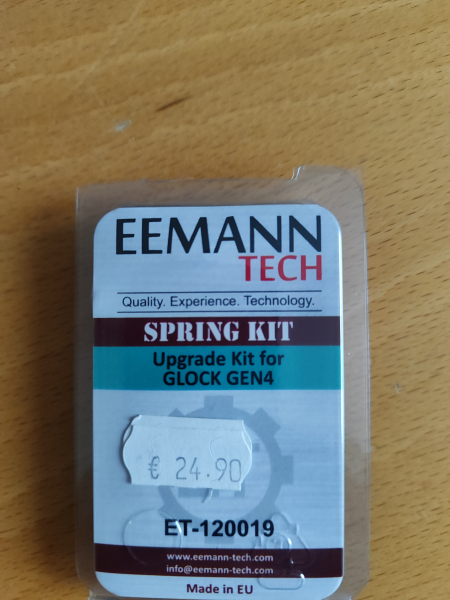 EEMANN
TECH
Quality. Experience. Technology.
SPRING KIT
Upgrade Kit for
GLOCK GEN4
€ 24.90
ET-120019
www.eemann-tech.com
info@eemann-tech.com
Made in EU